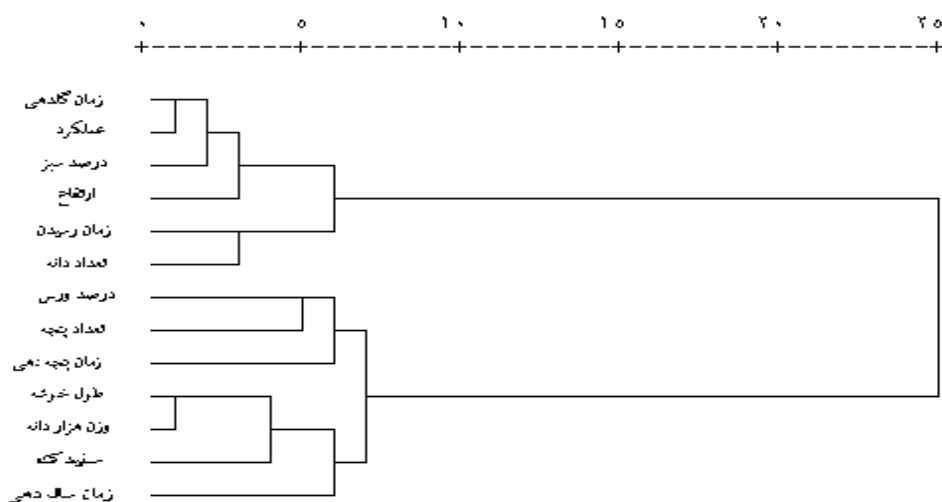 ۰ ۵ ۱۰ ۱۵ ۲۰ ۲۵
زمان گلدهی
عملکرد
درصد سبز
ارتفاع
زمان رسیدن
تعداد دانه
درصد ورس
تعداد پنجه
زمان پنجه دهی
طول خوشه
وزن هزار دانه
زمان ساقه دهی